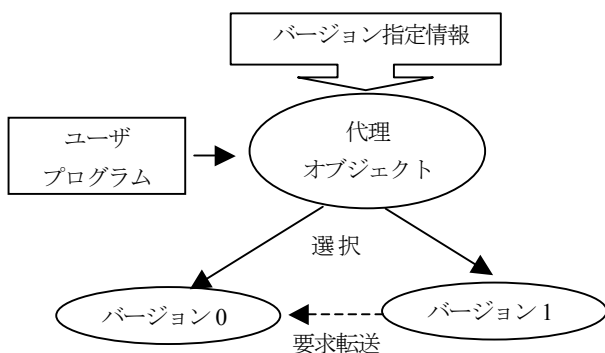 バージョン指定情報
ユーザ
プログラム
代理
オブジェクト
選択
バージョン 0
バージョン 1
要求転送